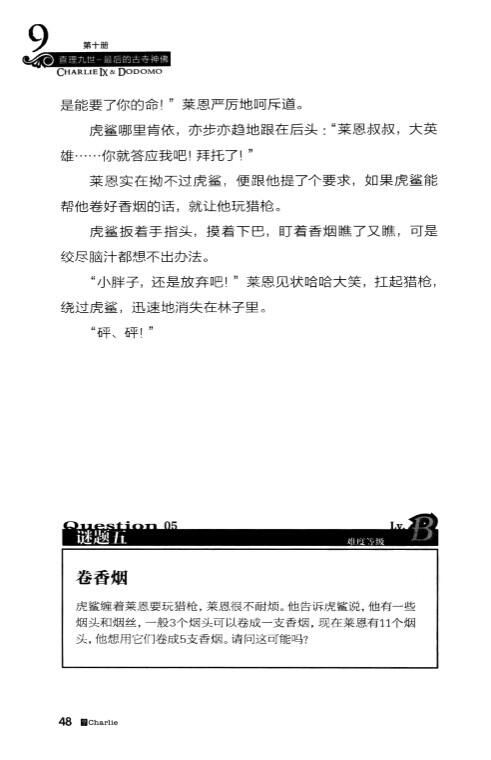 9
第十册
查理九世-最后的古寺神佛
CHARLIE IX & DODOMO
是能要了你的命！”莱恩严厉地呵斥道。
虎鲨哪里肯依，亦步亦趋地跟在后头：“莱恩叔叔，大英
雄……你就答应我吧！拜托了！”
莱恩实在拗不过虎鲨，便跟他提了个要求，如果虎鲨能
帮他卷好香烟的话，就让他玩猎枪。
虎鲨扳着手指头，摸着下巴，盯着香烟瞧了又瞧，可是
绞尽脑汁都想不出办法。
“小胖子，还是放弃吧！”莱恩见状哈哈大笑，扛起猎枪，
绕过虎鲨，迅速地消失在林子里。
“砰、砰！”
Question 05
Lv. B
谜题五
难度等级
卷香烟
虎鲨缠着莱恩要玩猎枪，莱恩很不耐烦。他告诉虎鲨说，他有一些
烟头和烟丝，一般3个烟头可以卷成一支香烟，现在莱恩有11个烟
头，他想用它们卷成5支香烟。请问这可能吗？
48 Charlie